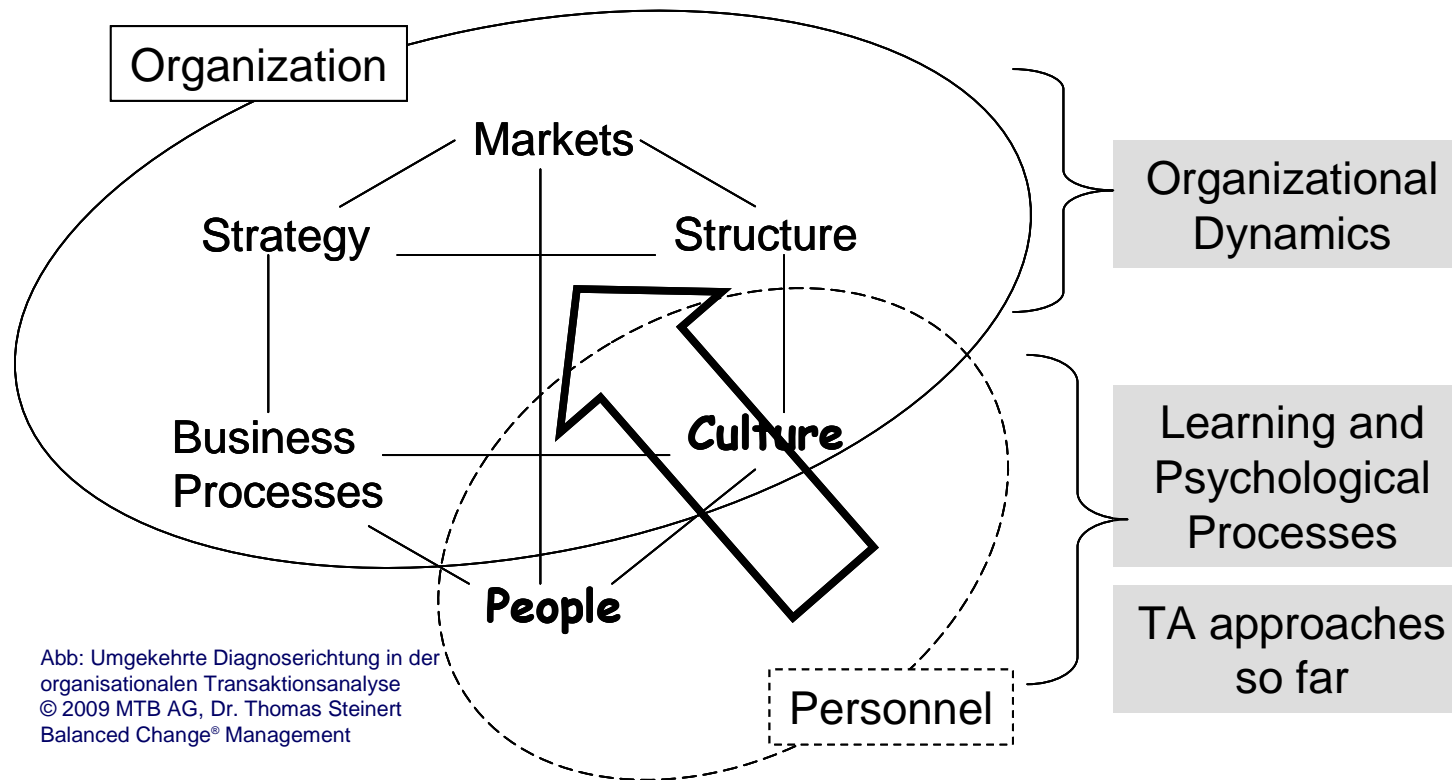 Organization
Markets
Strategy
Structure
Organizational
Dynamics
Business
Processes
Culture
People
Learning and
Psychological
Processes
TA approaches
so far
Personnel
Abb: Umgekehrte Diagnoserichtung in der
organisationalen Transaktionsanalyse
© 2009 MTB AG, Dr. Thomas Steinert
Balanced Change® Management